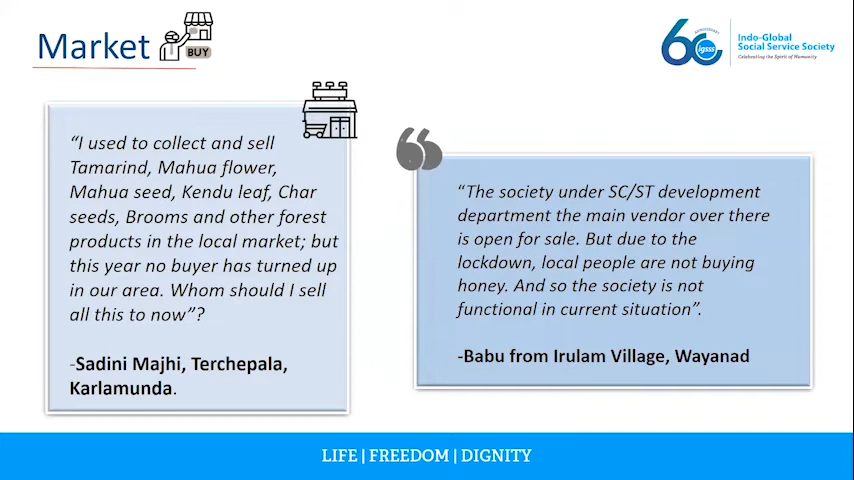 Market
BUY
60
ANNIVERSARY
igsss
Indo-Global
Social Service Society
Celebrating the Spirit of Humanity
“I used to collect and sell
Tamarind, Mahua flower,
Mahua seed, Kendu leaf, Char
seeds, Brooms and other forest
products in the local market; but
this year no buyer has turned up
in our area. Whom should I sell
all this to now”?
-Sadini Majhi, Terchepala,
Karlamunda.
“The society under SC/ST development
department the main vendor over there
is open for sale. But due to the
lockdown, local people are not buying
honey. And so the society is not
functional in current situation”.
-Babu from Irulam Village, Wayanad
LIFE | FREEDOM | DIGNITY